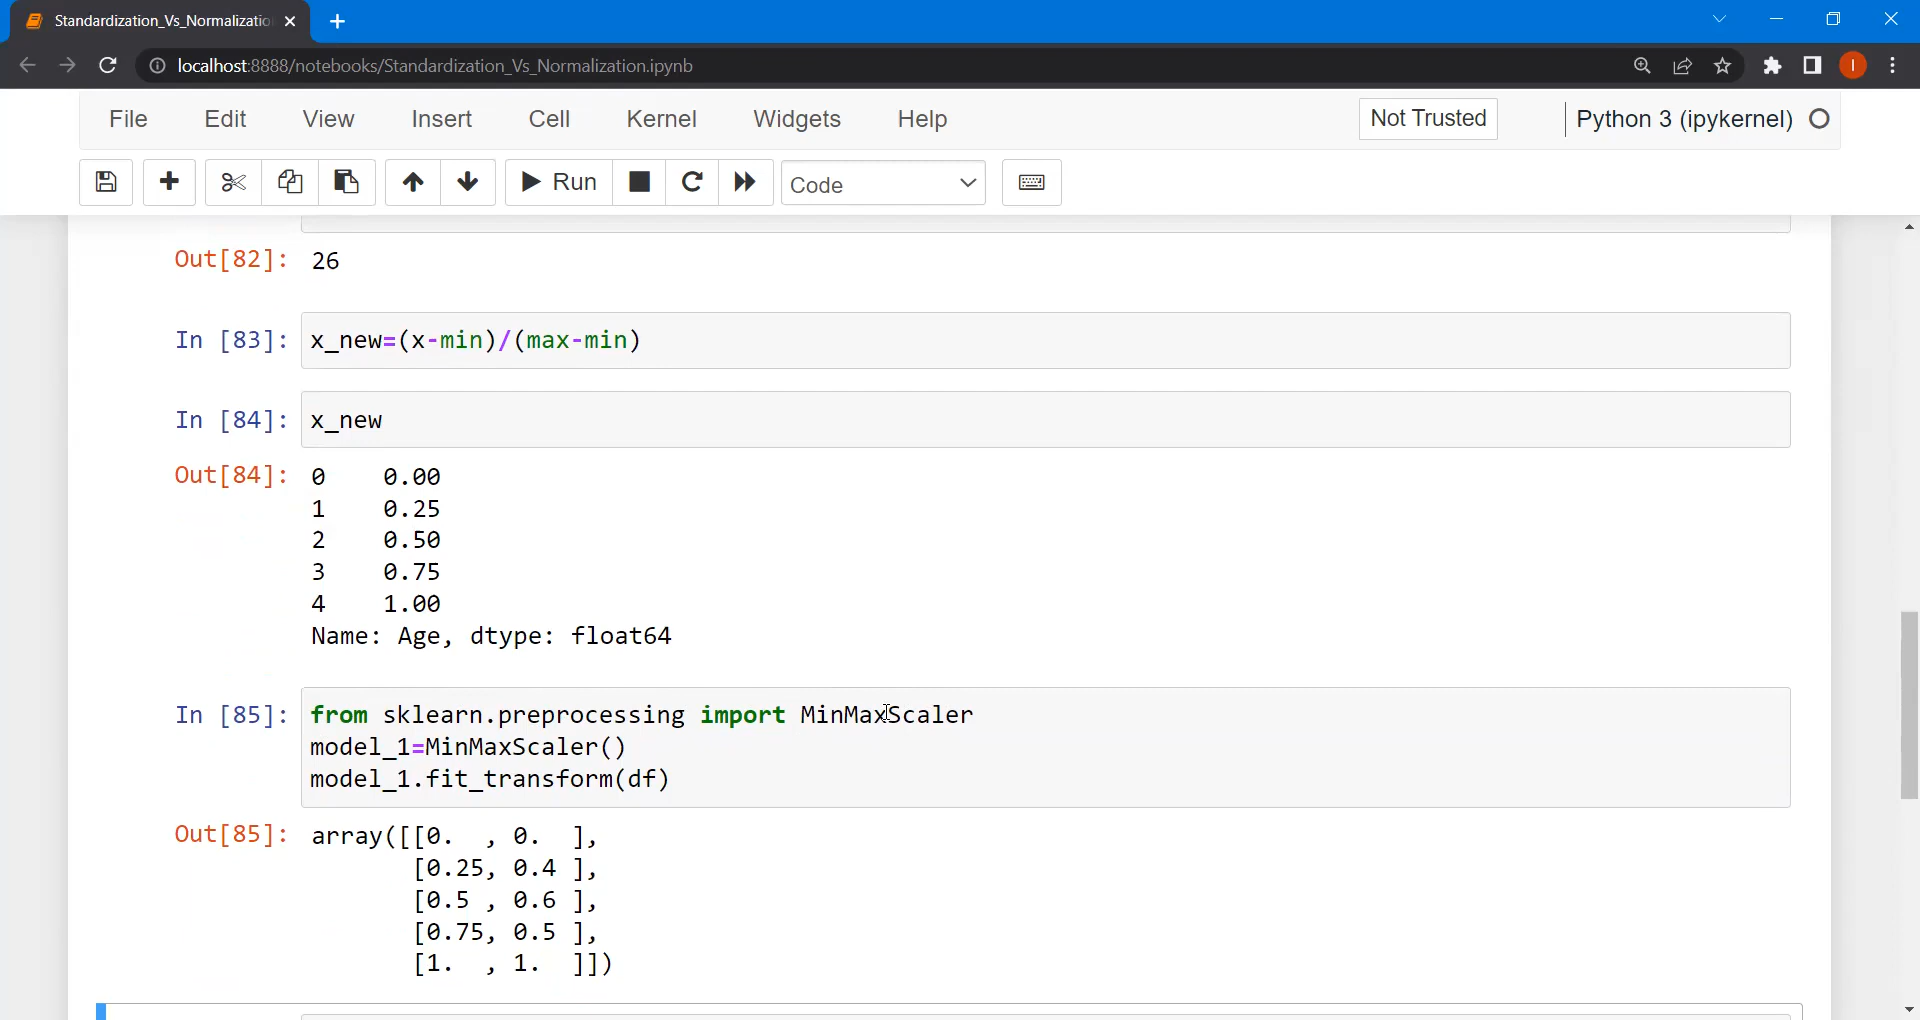 Standardization_Vs_Normalizatio
localhost:8888/notebooks/Standardization_Vs_Normalization.ipynb
I
File Edit View Insert Cell Kernel Widgets Help Not Trusted Python 3 (ipykernel)
Run Code
Out[82]: 26
In [83]: x_new=(x-min)/(max-min)
In [84]: x_new
Out[84]: 0 0.00
1 0.25
2 0.50
3 0.75
4 1.00
Name: Age, dtype: float64
In [85]: from sklearn.preprocessing import MinMaxScaler
model_1=MinMaxScaler()
model_1.fit_transform(df)
Out[85]: array([[0. , 0. ],
[0.25, 0.4 ],
[0.5 , 0.6 ],
[0.75, 0.5 ],
[1. , 1. ]])